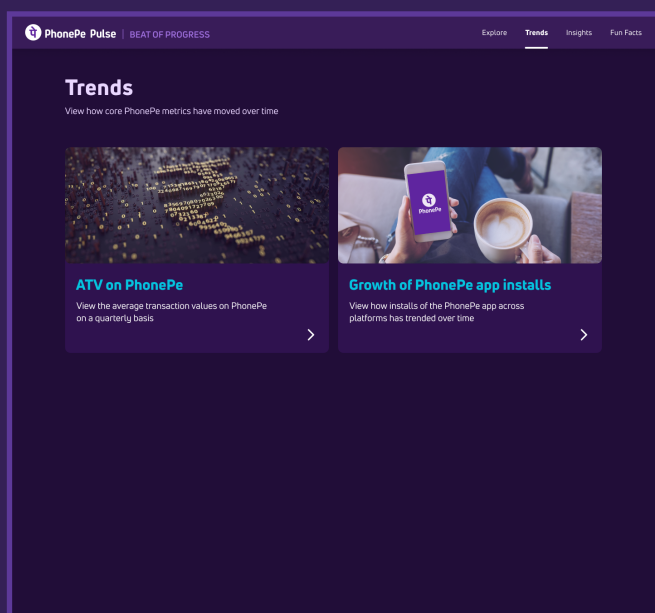 PhonePe Pulse | BEAT OF PROGRESS
Explore Trends Insights Fun Facts
Trends
View how core PhonePe metrics have moved over time
PhonePe
ATV on PhonePe
View the average transaction values on PhonePe
on a quarterly basis
Growth of PhonePe app installs
View how installs of the PhonePe app across
platforms has trended over time